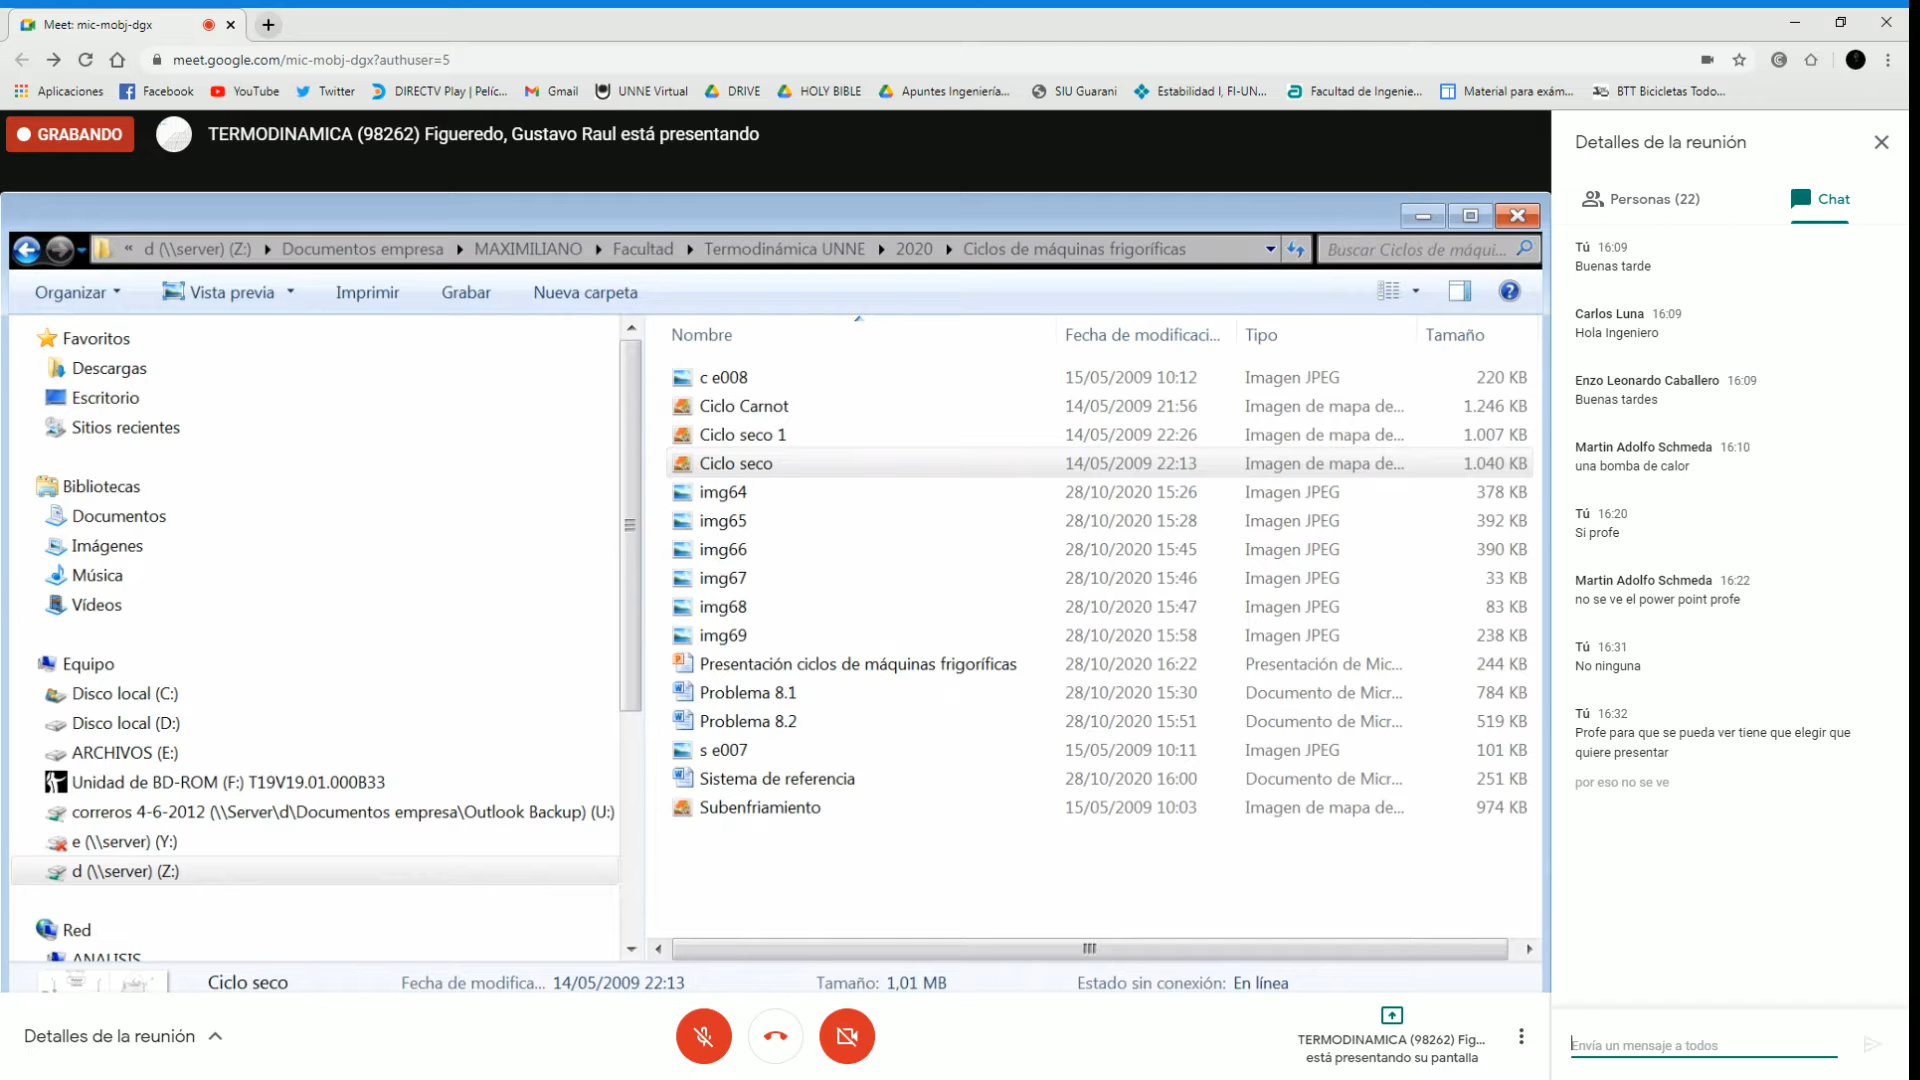 Meet: mic-mobj-dgx
meet.google.com/mic-mobj-dgx?authuser=5
Aplicaciones Facebook YouTube Twitter DIRECTV Play | Pelíc... Gmail UNNE Virtual DRIVE HOLY BIBLE Apuntes Ingeniería... SIU Guarani Estabilidad I, FI-UN... Facultad de Ingenie... Material para exám... BTT Bicicletas Todo...
GRABANDO TERMODINAMICA (98262) Figueredo, Gustavo Raul está presentando
« d (\\server) (Z:) Documentos empresa MAXIMILIANO Facultad Termodinámica UNNE 2020 Ciclos de máquinas frigoríficas Buscar Ciclos de máqui...
Organizar Vista previa Imprimir Grabar Nueva carpeta
Favoritos
Descargas
Escritorio
Sitios recientes
Bibliotecas
Documentos
Imágenes
Música
Vídeos
Equipo
Disco local (C:)
Disco local (D:)
ARCHIVOS (E:)
Unidad de BD-ROM (F:) T19V19.01.000B33
correros 4-6-2012 (\\Server\d\Documentos empresa\Outlook Backup) (U:)
e (\\server) (Y:)
d (\\server) (Z:)
Red
ANALISIS
Nombre Fecha de modificaci... Tipo Tamaño
c e008 15/05/2009 10:12 Imagen JPEG 220 KB
Ciclo Carnot 14/05/2009 21:56 Imagen de mapa de... 1.246 KB
Ciclo seco 1 14/05/2009 22:26 Imagen de mapa de... 1.007 KB
Ciclo seco 14/05/2009 22:13 Imagen de mapa de... 1.040 KB
img64 28/10/2020 15:26 Imagen JPEG 378 KB
img65 28/10/2020 15:28 Imagen JPEG 392 KB
img66 28/10/2020 15:45 Imagen JPEG 390 KB
img67 28/10/2020 15:46 Imagen JPEG 33 KB
img68 28/10/2020 15:47 Imagen JPEG 83 KB
img69 28/10/2020 15:58 Imagen JPEG 238 KB
Presentación ciclos de máquinas frigoríficas 28/10/2020 16:22 Presentación de Mic... 244 KB
Problema 8.1 28/10/2020 15:30 Documento de Micr... 784 KB
Problema 8.2 28/10/2020 15:51 Documento de Micr... 519 KB
s e007 15/05/2009 10:11 Imagen JPEG 101 KB
Sistema de referencia 28/10/2020 16:00 Documento de Micr... 251 KB
Subenfriamiento 15/05/2009 10:03 Imagen de mapa de... 974 KB
Ciclo seco Fecha de modifica... 14/05/2009 22:13 Tamaño: 1,01 MB Estado sin conexión: En línea
Detalles de la reunión
TERMODINAMICA (98262) Fig...
está presentando su pantalla
Detalles de la reunión
Personas (22) Chat
Tú 16:09
Buenas tarde
Carlos Luna 16:09
Hola Ingeniero
Enzo Leonardo Caballero 16:09
Buenas tardes
Martin Adolfo Schmeda 16:10
una bomba de calor
Tú 16:20
Si profe
Martin Adolfo Schmeda 16:22
no se ve el power point profe
Tú 16:31
No ninguna
Tú 16:32
Profe para que se pueda ver tiene que elegir que
quiere presentar
por eso no se ve
Envía un mensaje a todos